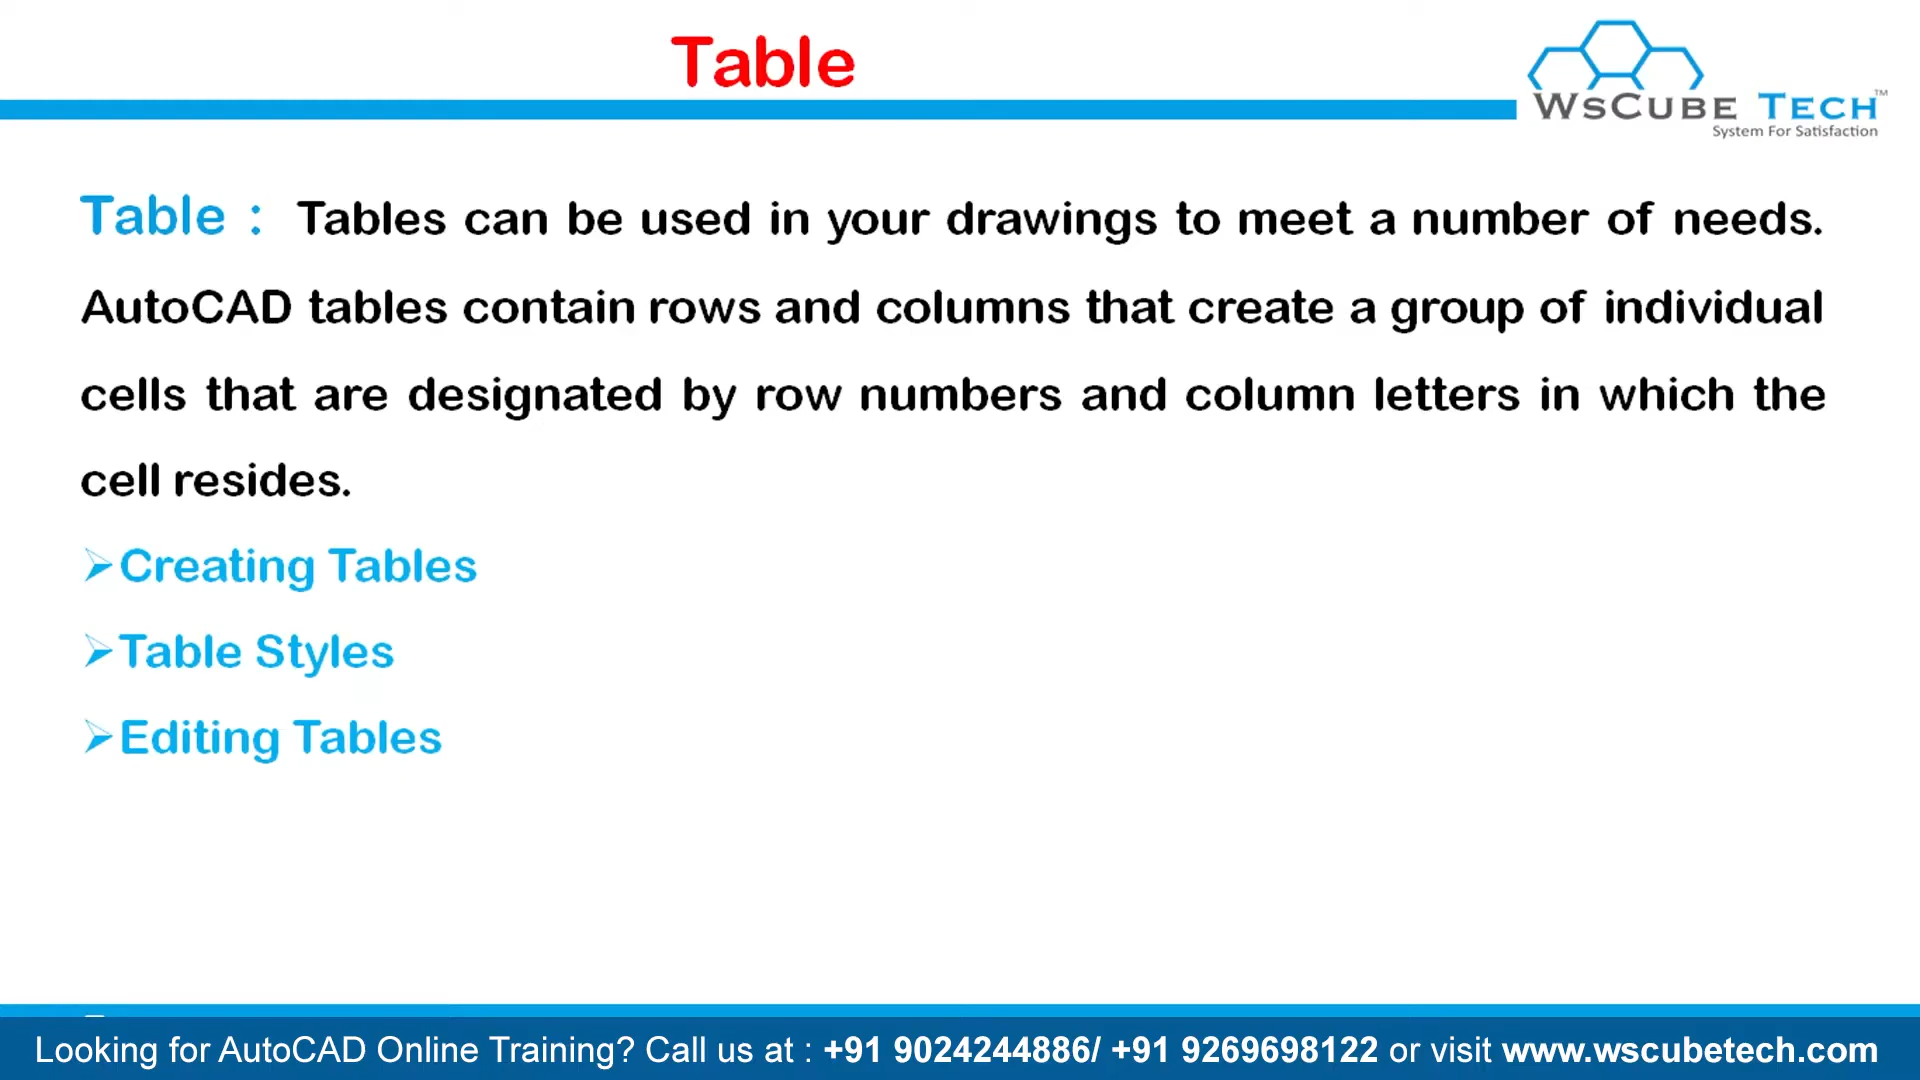 Table
WsCube Tech™
System For Satisfaction
Table : Tables can be used in your drawings to meet a number of needs.
AutoCAD tables contain rows and columns that create a group of individual
cells that are designated by row numbers and column letters in which the
cell resides.
➢Creating Tables
➢Table Styles
➢Editing Tables
Looking for AutoCAD Online Training? Call us at : +91 9024244886/ +91 9269698122 or visit www.wscubetech.com